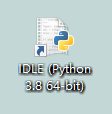 IDLE (Python
3.8 64-bit)